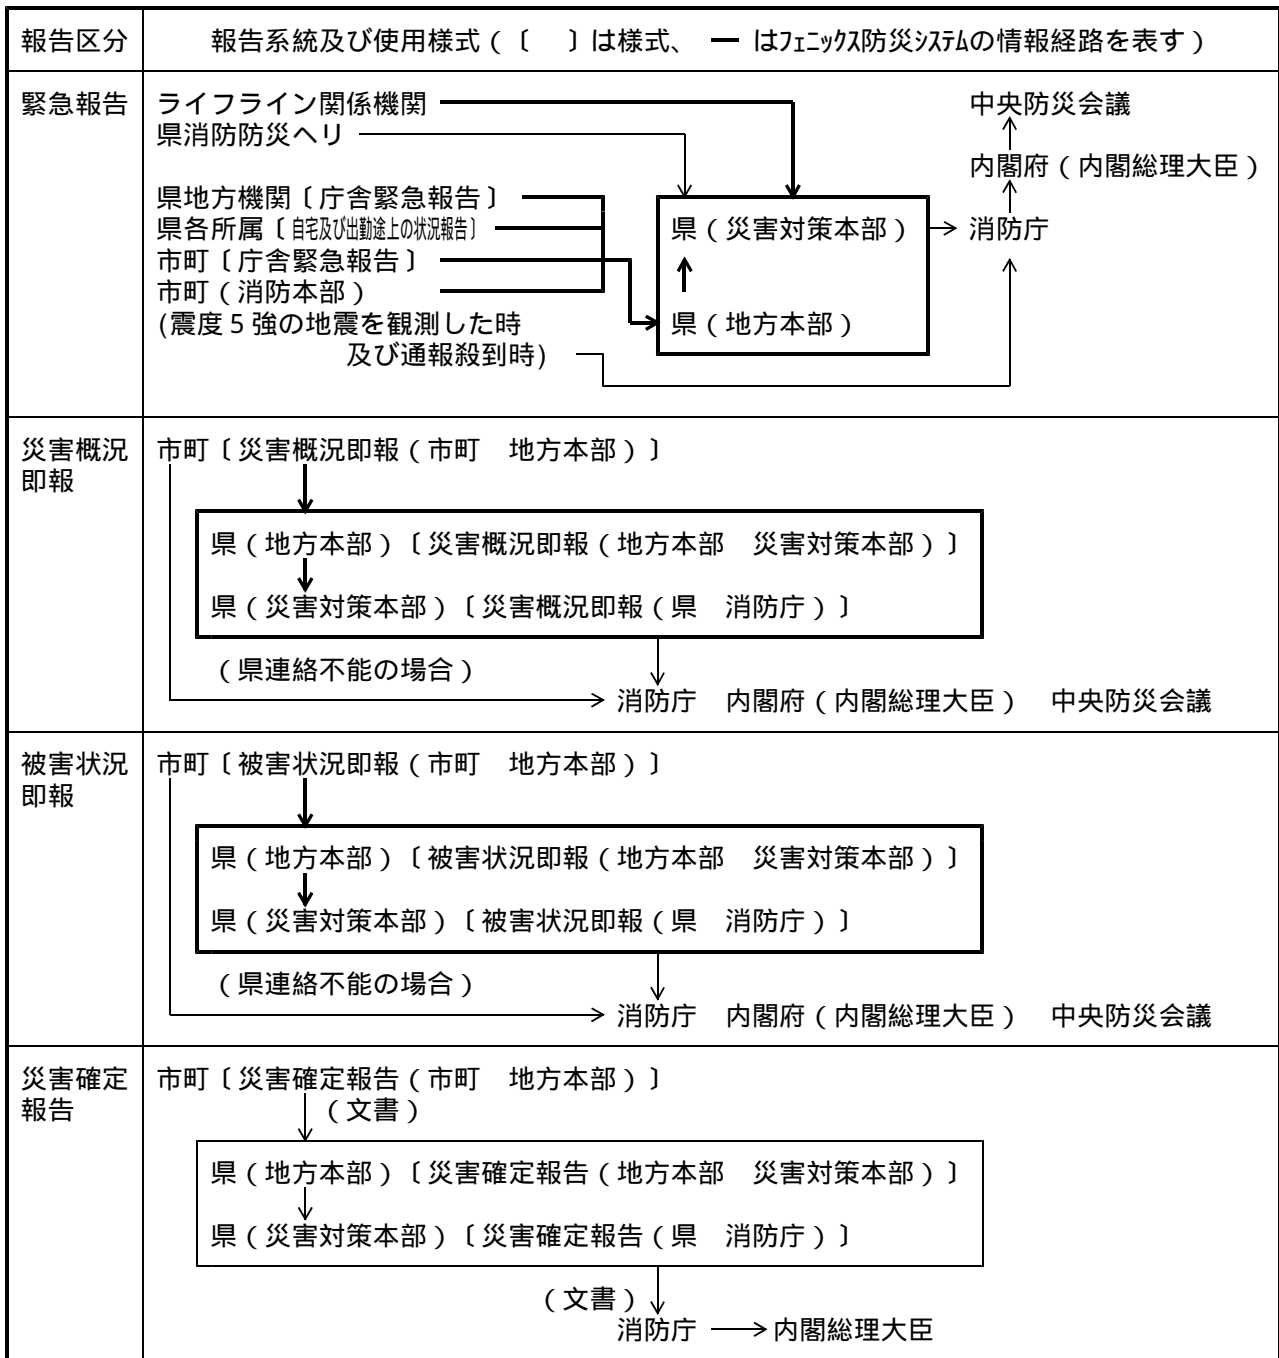 報告区分
報告系統及び使用様式(〔　〕は様式、 ━ はﾌｪﾆｯｸｽ防災ｼｽﾃﾑの情報経路を表す)
緊急報告
ライフライン関係機関
中央防災会議
県消防防災ヘリ
内閣府(内閣総理大臣)
県地方機関〔庁舎緊急報告〕
県各所属〔自宅及び出勤途上の状況報告〕
県(災害対策本部)
消防庁
市町〔庁舎緊急報告〕
市町(消防本部)
(震度5強の地震を観測した時
県(地方本部)
及び通報殺到時)
災害概況
即報
市町〔災害概況即報(市町　地方本部)〕
県(地方本部)〔災害概況即報(地方本部　災害対策本部)〕
県(災害対策本部)〔災害概況即報(県　消防庁)〕
(県連絡不能の場合)
消防庁　内閣府(内閣総理大臣)　中央防災会議
被害状況
即報
市町〔被害状況即報(市町　地方本部)〕
県(地方本部)〔被害状況即報(地方本部　災害対策本部)〕
県(災害対策本部)〔被害状況即報(県　消防庁)〕
(県連絡不能の場合)
消防庁　内閣府(内閣総理大臣)　中央防災会議
災害確定
報告
市町〔災害確定報告(市町　地方本部)〕
(文書)
県(地方本部)〔災害確定報告(地方本部　災害対策本部)〕
県(災害対策本部)〔災害確定報告(県　消防庁)〕
(文書)
消防庁
内閣総理大臣